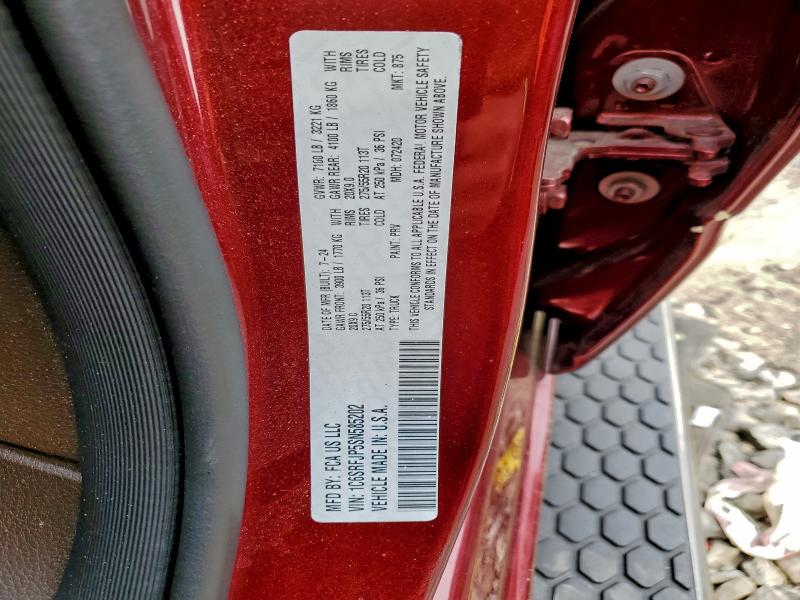 MFD BY: FCA US LLC
VIN: 1C6SRFJP5SN585202
VEHICLE MADE IN: U.S.A.
DATE OF MFR (BUILT): 7-24 GVWR: 7100 LB / 3221 KG
GAWR FRONT: 3900 LB / 1770 KG WITH GAWR REAR: 4100 LB / 1860 KG WITH
20X9.0 RIMS 20X9.0 RIMS
275/55R20 113T TIRES 275/55R20 113T TIRES
AT 250 kPa / 36 PSI COLD AT 250 kPa / 36 PSI COLD
TYPE: TRUCK PAINT: PRV MDH: 072420 MKT: 875
THIS VEHICLE CONFORMS TO ALL APPLICABLE U.S.A. FEDERAL MOTOR VEHICLE SAFETY
STANDARDS IN EFFECT ON THE DATE OF MANUFACTURE SHOWN ABOVE.